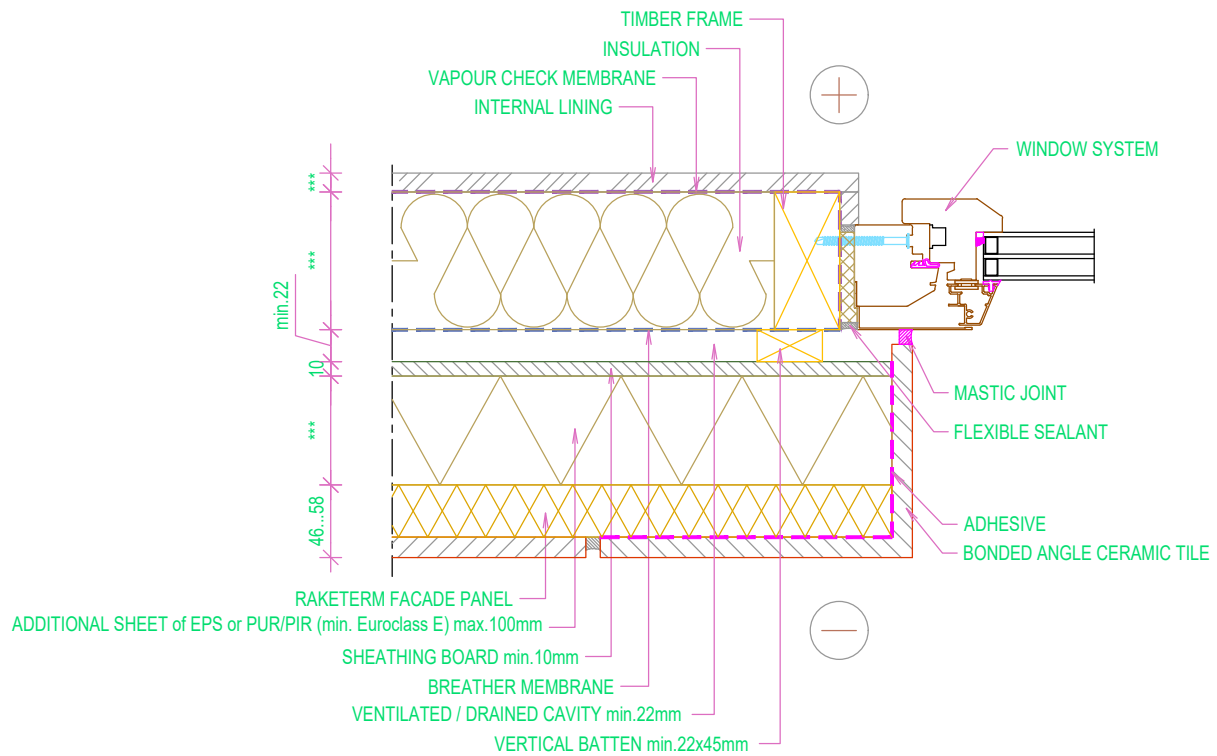 TIMBER FRAME
INSULATION
VAPOUR CHECK MEMBRANE
INTERNAL LINING
WINDOW SYSTEM
***
***
min.22
10
***
46...58
MASTIC JOINT
FLEXIBLE SEALANT
ADHESIVE
BONDED ANGLE CERAMIC TILE
RAKETERM FACADE PANEL
ADDITIONAL SHEET of EPS or PUR/PIR (min. Euroclass E) max.100mm
SHEATHING BOARD min.10mm
BREATHER MEMBRANE
VENTILATED / DRAINED CAVITY min.22mm
VERTICAL BATTEN min.22x45mm